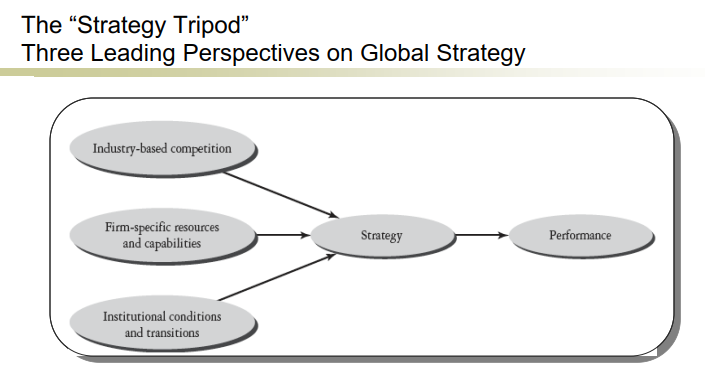 The “Strategy Tripod”
Three Leading Perspectives on Global Strategy
Industry-based competition
Firm-specific resources
and capabilities
Strategy
Performance
Institutional conditions
and transitions